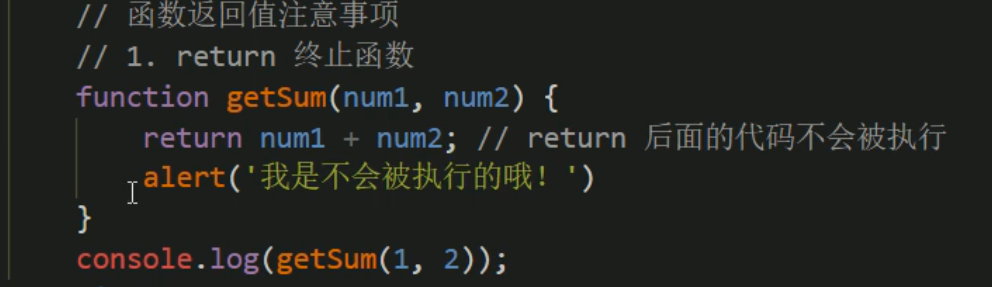 // 函数返回值注意事项
// 1. return 终止函数
function getSum(num1, num2) {
return num1 + num2; // return 后面的代码不会被执行
alert('我是不会被执行的哦！')
}
console.log(getSum(1, 2));